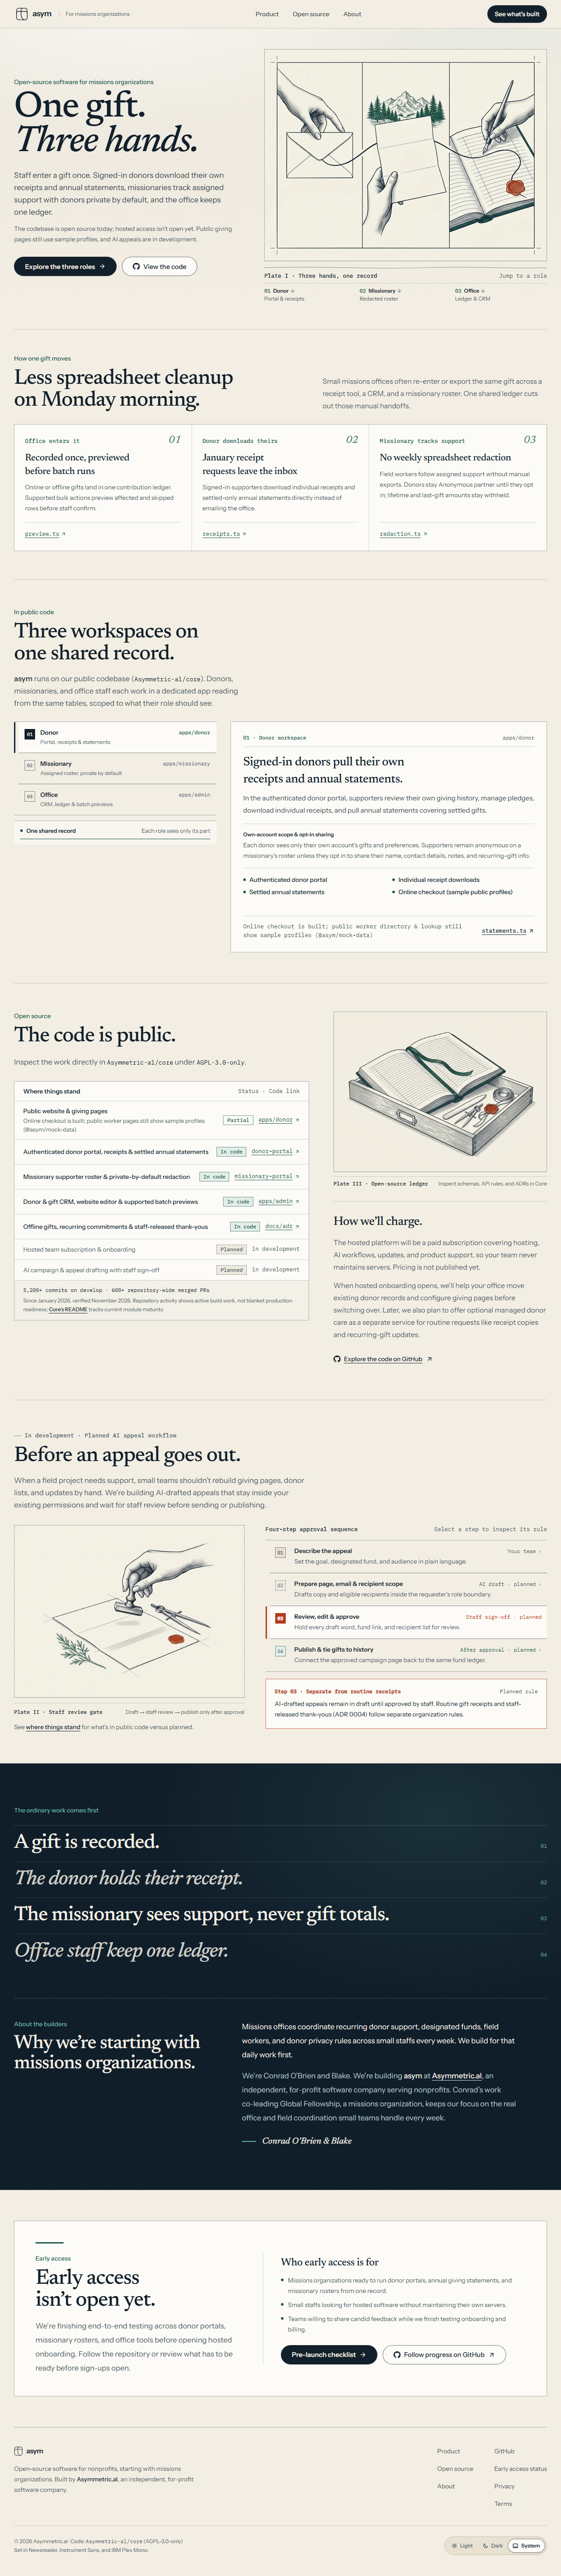 asym
For missions organizations
Product
Open source
About
See what's built
Open-source software for missions organizations
One gift.
Three hands.
Staff enter a gift once. Signed-in donors download their own
receipts and annual statements, missionaries track assigned
support with donors private by default, and the office keeps
one ledger.
The codebase is open source today; hosted access isn't open yet. Public giving
pages still use sample profiles, and AI appeals are in development.
Explore the three roles →
View the code
Plate I · Three hands, one record
Jump to a role
01 Donor ↓
Portal & receipts
02 Missionary ↓
Redacted roster
03 Office ↓
Ledger & CRM
How one gift moves
Less spreadsheet cleanup
on Monday morning.
Small missions offices often re-enter or export the same gift across a
receipt tool, a CRM, and a missionary roster. One shared ledger cuts
out those manual handoffs.
Office enters it
01
Recorded once, previewed
before batch runs
Online or offline gifts land in one contribution ledger.
Supported bulk actions preview affected and skipped
rows before staff confirm.
preview.ts ↗
Donor downloads theirs
02
January receipt
requests leave the inbox
Signed-in supporters download individual receipts and
settled-only annual statements directly instead of
emailing the office.
receipts.ts ↗
Missionary tracks support
03
No weekly spreadsheet redaction
Field workers follow assigned support without manual
exports. Donors stay Anonymous partner until they opt
in; lifetime and last-gift amounts stay withheld.
redaction.ts ↗
In public code
Three workspaces on
one shared record.
asym runs on our public codebase (Asymmetric-al/core). Donors,
missionaries, and office staff each work in a dedicated app reading
from the same tables, scoped to what their role should see.
01
Donor
apps/donor
Portal, receipts & statements
02
Missionary
apps/missionary
Assigned roster, private by default
03
Office
apps/admin
CRM, ledger & batch previews
One shared record
Each role sees only its part
01 · Donor workspace
apps/donor
Signed-in donors pull their own
receipts and annual statements.
In the authenticated donor portal, supporters review their own giving history, manage pledges,
download individual receipts, and pull annual statements covering settled gifts.
Own-account scope & opt-in sharing
Each donor sees only their own account's gifts and preferences. Supporters remain anonymous on a
missionary's roster unless they opt in to share their name, contact details, notes, and recurring-gift info.
Authenticated donor portal
Individual receipt downloads
Settled annual statements
Online checkout (sample public profiles)
Online checkout is built; public worker directory & lookup still
show sample profiles (@asym/mock-data)
statements.ts ↗
Open source
The code is public.
Inspect the work directly in Asymmetric-al/core under AGPL-3.0-only.
Where things stand
Status · Code link
Public website & giving pages
Online checkout is built; public worker pages still show sample profiles
(@asym/mock-data)
Partial
apps/donor ↗
Authenticated donor portal, receipts & settled annual statements
In code
donor-portal ↗
Missionary supporter roster & private-by-default redaction
In code
missionary-portal ↗
Donor & gift CRM, website editor & supported batch previews
In code
apps/admin ↗
Offline gifts, recurring commitments & staff-released thank-yous
In code
docs/adr ↗
Hosted team subscription & onboarding
Planned
in development
AI campaign & appeal drafting with staff sign-off
Planned
in development
5,200+ commits on develop · 600+ repository-wide merged PRs
Since January 2026, verified November 2026. Repository activity shows active build work, not blanket production
readiness; Core's README tracks current module maturity.
Plate III · Open-source ledger
Inspect schemas, API rules, and ADRs in Core
How we'll charge.
The hosted platform will be a paid subscription covering hosting,
AI workflows, updates, and product support, so your team never
maintains servers. Pricing is not published yet.
When hosted onboarding opens, we'll help your office move
existing donor records and configure giving pages before
switching over. Later, we also plan to offer optional managed donor
care as a separate service for routine requests like receipt copies
and recurring-gift updates.
Explore the code on GitHub ↗
In development · Planned AI appeal workflow
Before an appeal goes out.
When a field project needs support, small teams shouldn't rebuild giving pages, donor
lists, and updates by hand. We're building AI-drafted appeals that stay inside your
existing permissions and wait for staff review before sending or publishing.
Plate II · Staff review gate
Draft → staff review → publish only after approval
See where things stand for what's in public code versus planned.
Four-step approval sequence
Select a step to inspect its rule
01
Describe the appeal
Your team
Set the goal, designated fund, and audience in plain language.
02
Prepare page, email & recipient scope
AI draft · planned
Drafts copy and eligible recipients inside the requester's role boundary.
03
Review, edit & approve
Staff sign-off · planned
Hold every draft word, fund link, and recipient list for review.
04
Publish & tie gifts to history
After approval · planned
Connect the approved campaign page back to the same fund ledger.
Step 03 · Separate from routine receipts
Planned rule
AI-drafted appeals remain in draft until approved by staff. Routine gift receipts and staff-
released thank-yous (ADR 0004) follow separate organization rules.
The ordinary work comes first
A gift is recorded.
01
The donor holds their receipt.
02
The missionary sees support, never gift totals.
03
Office staff keep one ledger.
04
About the builders
Why we're starting with
missions organizations.
Missions offices coordinate recurring donor support, designated funds, field
workers, and donor privacy rules across small staffs every week. We build for that
daily work first.
We're Conrad O'Brien and Blake. We're building asym at Asymmetric.al, an
independent, for-profit software company serving nonprofits. Conrad's work
co-leading Global Fellowship, a missions organization, keeps our focus on the real
office and field coordination small teams handle every week.
Conrad O'Brien & Blake
Early access
Early access
isn't open yet.
We're finishing end-to-end testing across donor portals,
missionary rosters, and office tools before opening hosted
onboarding. Follow the repository or review what has to be
ready before sign-ups open.
Who early access is for
Missions organizations ready to run donor portals, annual giving statements, and
missionary rosters from one record.
Small staffs looking for hosted software without maintaining their own servers.
Teams willing to share candid feedback while we finish testing onboarding and
billing.
Pre-launch checklist →
Follow progress on GitHub ↗
asym
Open-source software for nonprofits, starting with missions
organizations. Built by Asymmetric.al, an independent, for-profit
software company.
Product
GitHub
Open source
Early access status
About
Privacy
Terms
© 2026 Asymmetric.al · Code: Asymmetric-al/core (AGPL-3.0-only)
Set in Newsreader, Instrument Sans, and IBM Plex Mono.
Light
Dark
System